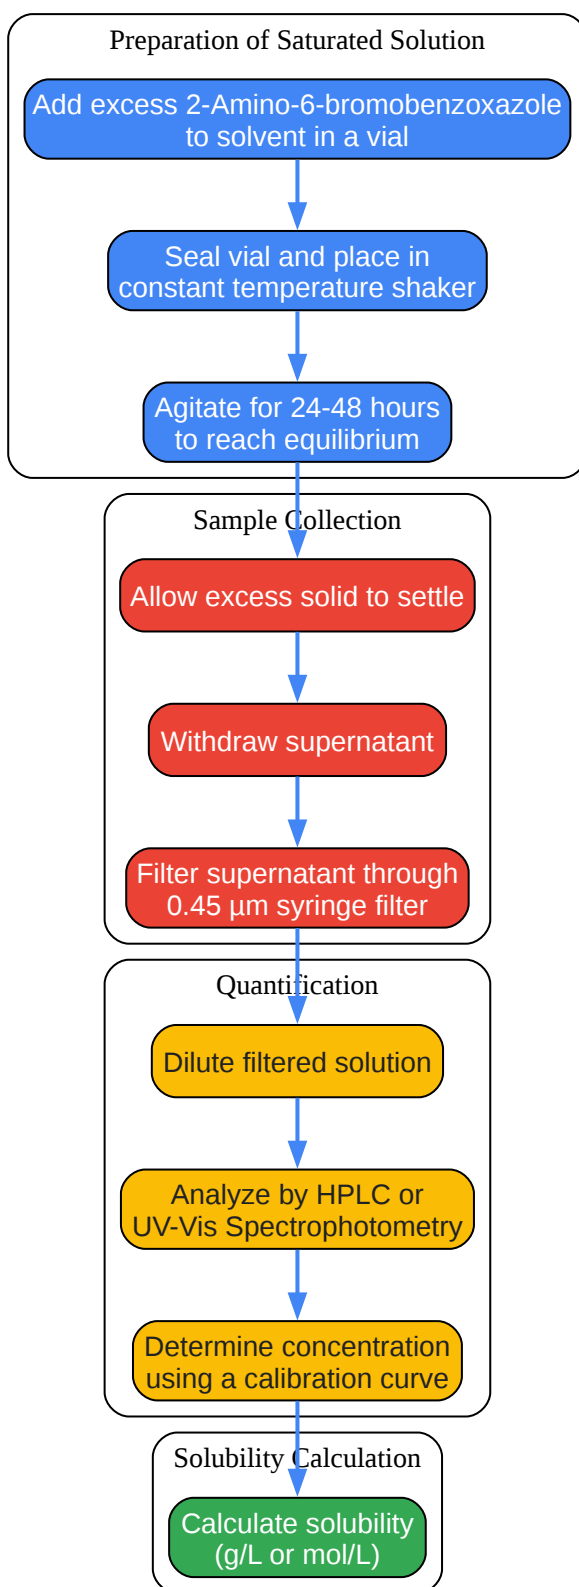 Preparation of Saturated Solution
Add excess 2-Amino-6-bromobenzoxazole
to solvent in a vial
Seal vial and place in
constant temperature shaker
Agitate for 24-48 hours
to reach equilibrium
Sample Collection
Allow excess solid to settle
Withdraw supernatant
Filter supernatant through
0.45 µm syringe filter
Quantification
Dilute filtered solution
Analyze by HPLC or
UV-Vis Spectrophotometry
Determine concentration
using a calibration curve
Solubility Calculation
Calculate solubility
(g/L or mol/L)